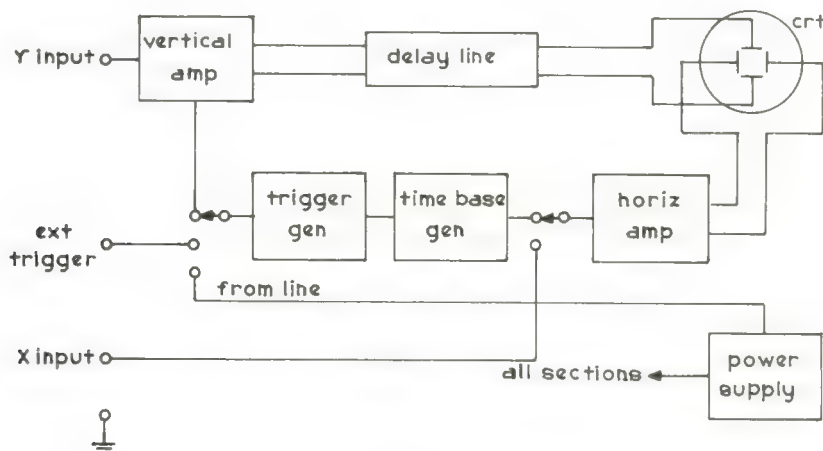 Y input
vertical
amp
delay line
crt
ext
trigger
trigger
gen
time base
gen
horiz
amp
from line
X input
all sections
power
supply